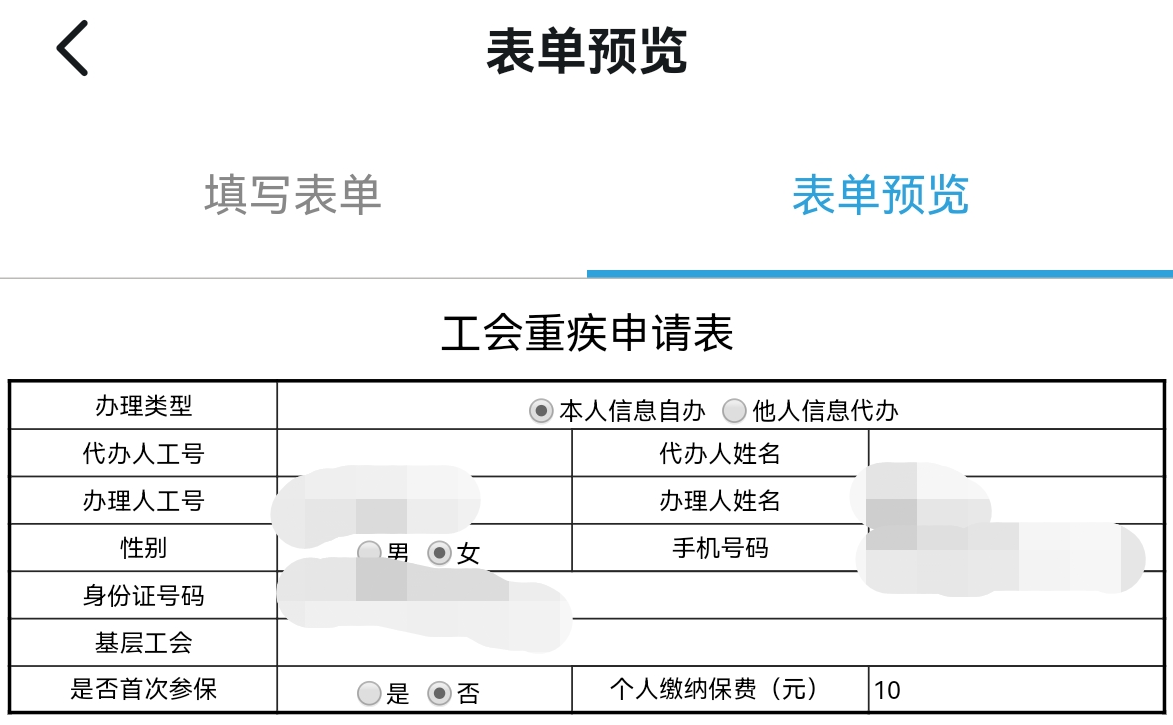 表单预览
填写表单 表单预览
工会重疾申请表
办理类型 本人信息自办 他人信息代办
代办人工号 代办人姓名
办理人工号 办理人姓名
性别 男 女 手机号码
身份证号码
基层工会
是否首次参保 是 否 个人缴纳保费（元） 10